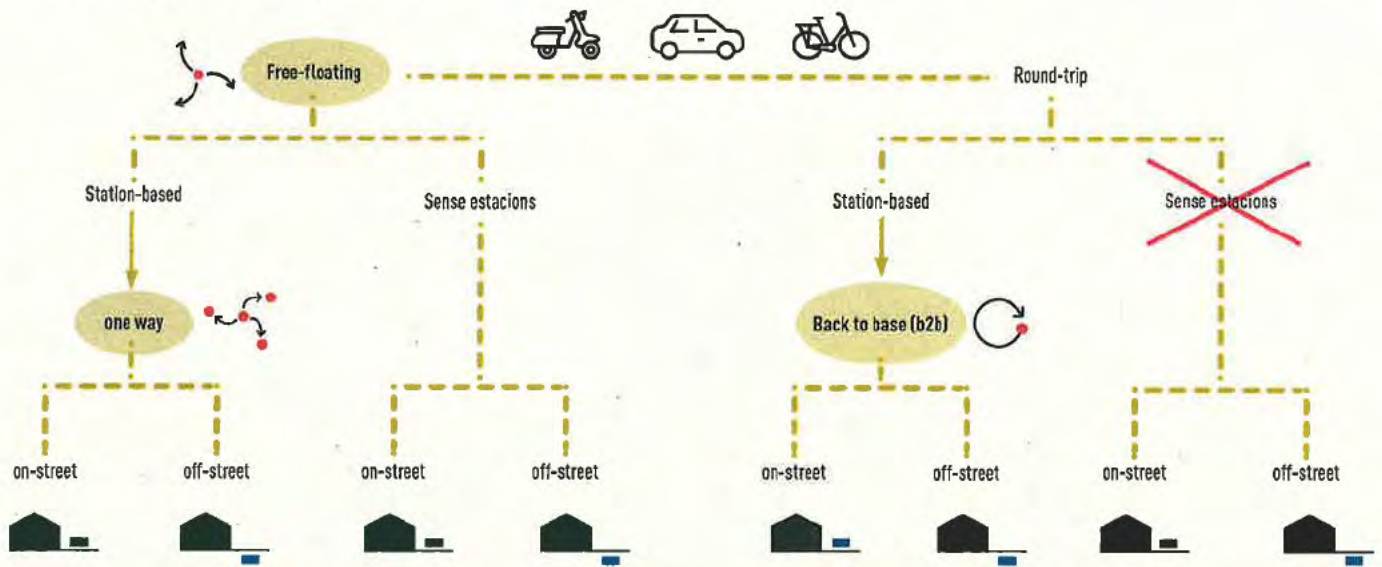 Free-floating
Round-trip
Station-based
Sense estacions
Station-based
Sense estacions
one way
Back to base (b2b)
on-street
off-street
on-street
off-street
on-street
off-street
on-street
off-street